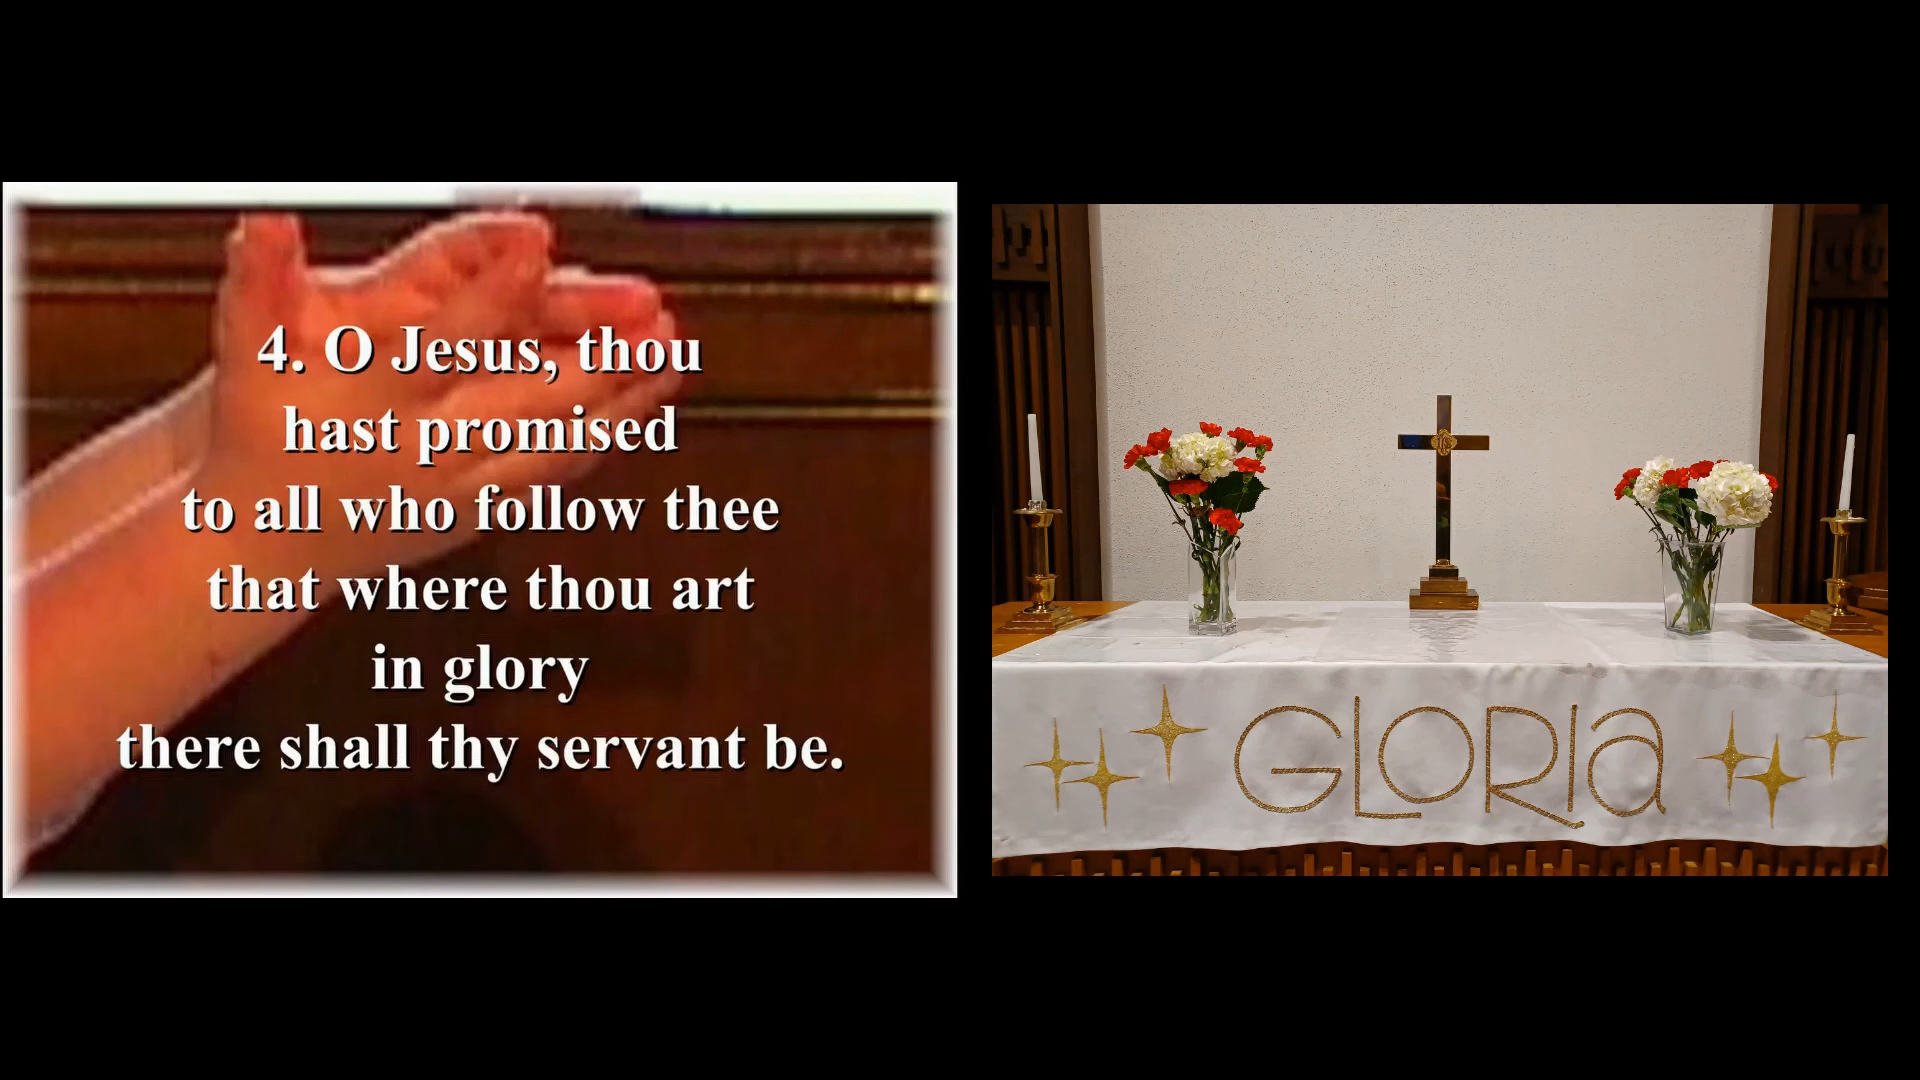 4. O Jesus, thou
hast promised
to all who follow thee
that where thou art
in glory
there shall thy servant be.
GLORIA